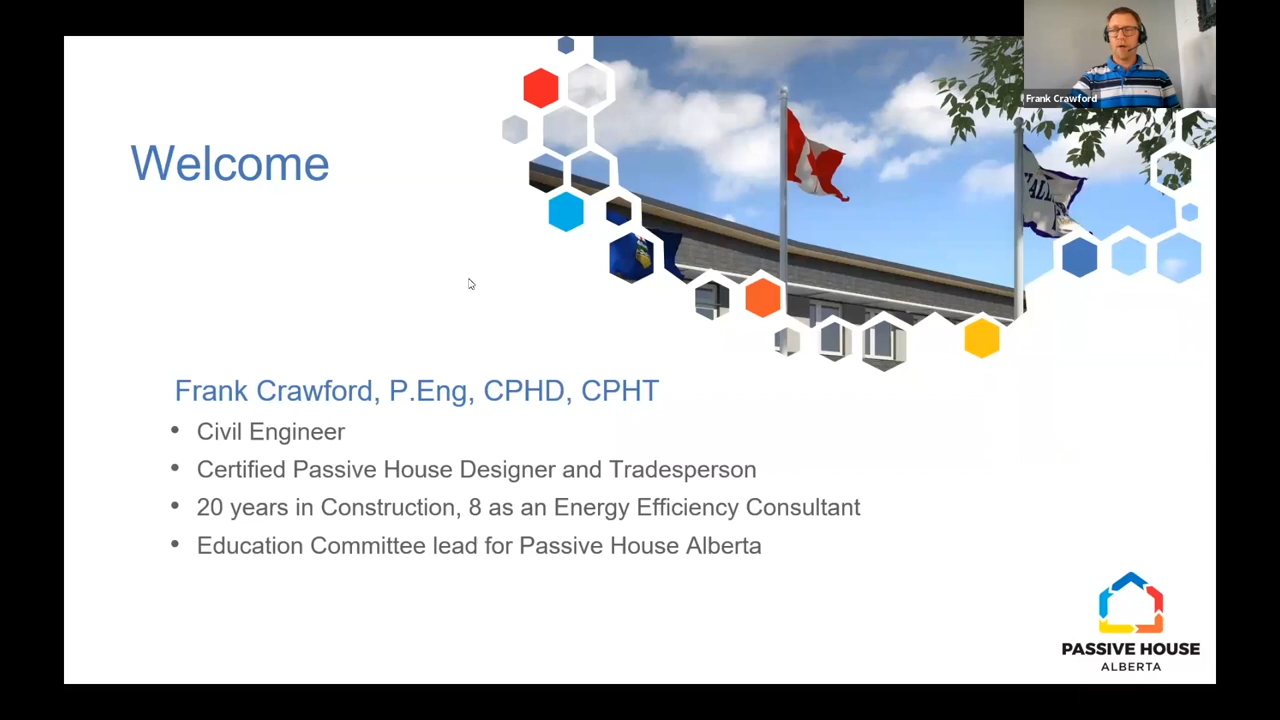 Frank Crawford
Welcome
Frank Crawford, P.Eng, CPHD, CPHT
• Civil Engineer
• Certified Passive House Designer and Tradesperson
• 20 years in Construction, 8 as an Energy Efficiency Consultant
• Education Committee lead for Passive House Alberta
PASSIVE HOUSE
ALBERTA